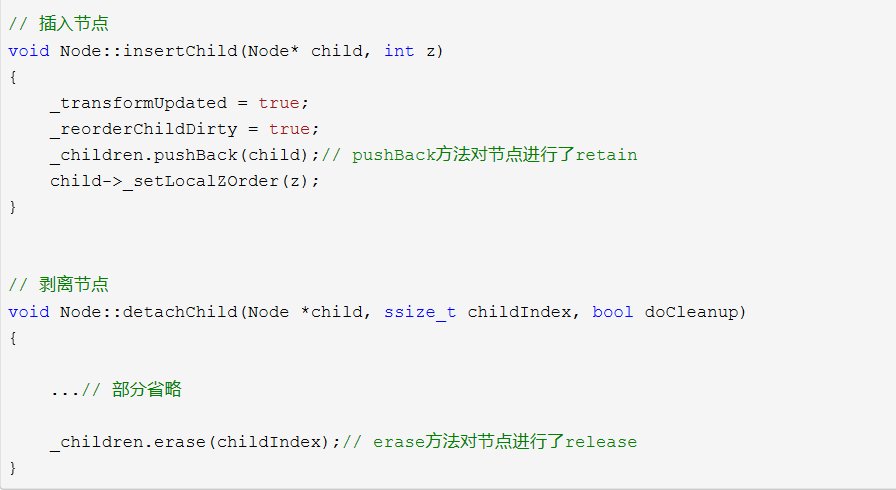 // 插入节点
void Node::insertChild(Node* child, int z)
{
    _transformUpdated = true;
    _reorderChildDirty = true;
    _children.pushBack(child);// pushBack方法对节点进行了retain
    child->_setLocalZOrder(z);
}
// 剥离节点
void Node::detachChild(Node *child, ssize_t childIndex, bool doCleanup)
{
    ...// 部分省略
    _children.erase(childIndex);// erase方法对节点进行了release
}